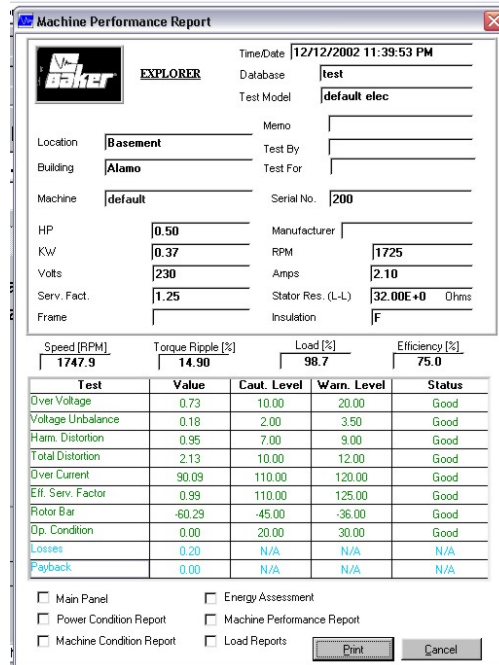 Machine Performance Report
Baker
EXPLORER
Time/Date 12/12/2002 11:39:53 PM
Database test
Test Model default elec
Memo
Location Basement
Test By
Building Alamo
Test For
Machine default
Serial No. 200
HP 0.50
Manufacturer
KW 0.37
RPM 1725
Volts 230
Amps 2.10
Serv. Fact. 1.25
Stator Res. (L-L) 32.00E+0 Ohms
Frame
Insulation F
Speed [RPM] Torque Ripple [%] Load [%] Efficiency [%]
1747.9 14.90 98.7 75.0
Test Value Caut. Level Warn. Level Status
Over Voltage 0.73 10.00 20.00 Good
Voltage Unbalance 0.18 2.00 3.50 Good
Harm. Distortion 0.95 7.00 9.00 Good
Total Distortion 2.13 10.00 12.00 Good
Over Current 90.09 110.00 120.00 Good
Eff. Serv. Factor 0.99 110.00 125.00 Good
Rotor Bar -60.29 -45.00 -36.00 Good
Op. Condition 0.00 20.00 30.00 Good
Losses 0.20 N/A N/A N/A
Payback 0.00 N/A N/A N/A
Main Panel Energy Assessment
Power Condition Report Machine Performance Report
Machine Condition Report Load Reports
Print Cancel